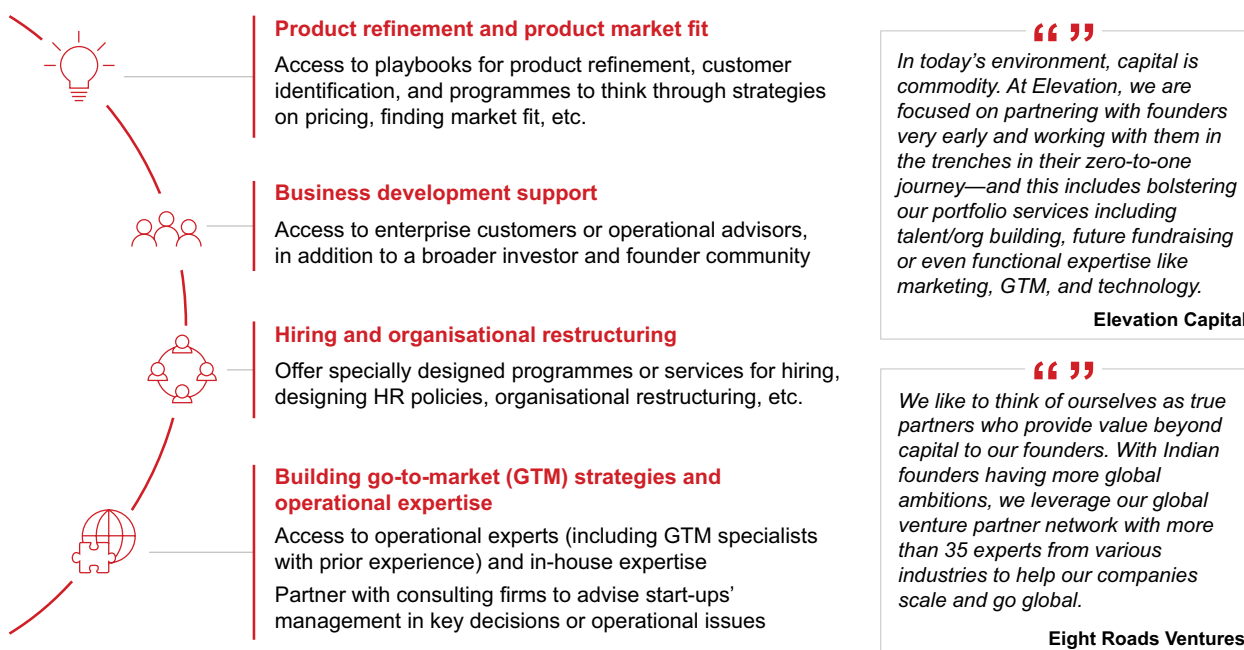 Product refinement and product market fit
Access to playbooks for product refinement, customer
identification, and programmes to think through strategies
on pricing, finding market fit, etc.
Business development support
Access to enterprise customers or operational advisors,
in addition to a broader investor and founder community
Hiring and organisational restructuring
Offer specially designed programmes or services for hiring,
designing HR policies, organisational restructuring, etc.
Building go-to-market (GTM) strategies and
operational expertise
Access to operational experts (including GTM specialists
with prior experience) and in-house expertise
Partner with consulting firms to advise start-ups’
management in key decisions or operational issues
“ ”
In today’s environment, capital is
commodity. At Elevation, we are
focused on partnering with founders
very early and working with them in
the trenches in their zero-to-one
journey—and this includes bolstering
our portfolio services including
talent/org building, future fundraising
or even functional expertise like
marketing, GTM, and technology.
Elevation Capital
“ ”
We like to think of ourselves as true
partners who provide value beyond
capital to our founders. With Indian
founders having more global
ambitions, we leverage our global
venture partner network with more
than 35 experts from various
industries to help our companies
scale and go global.
Eight Roads Ventures